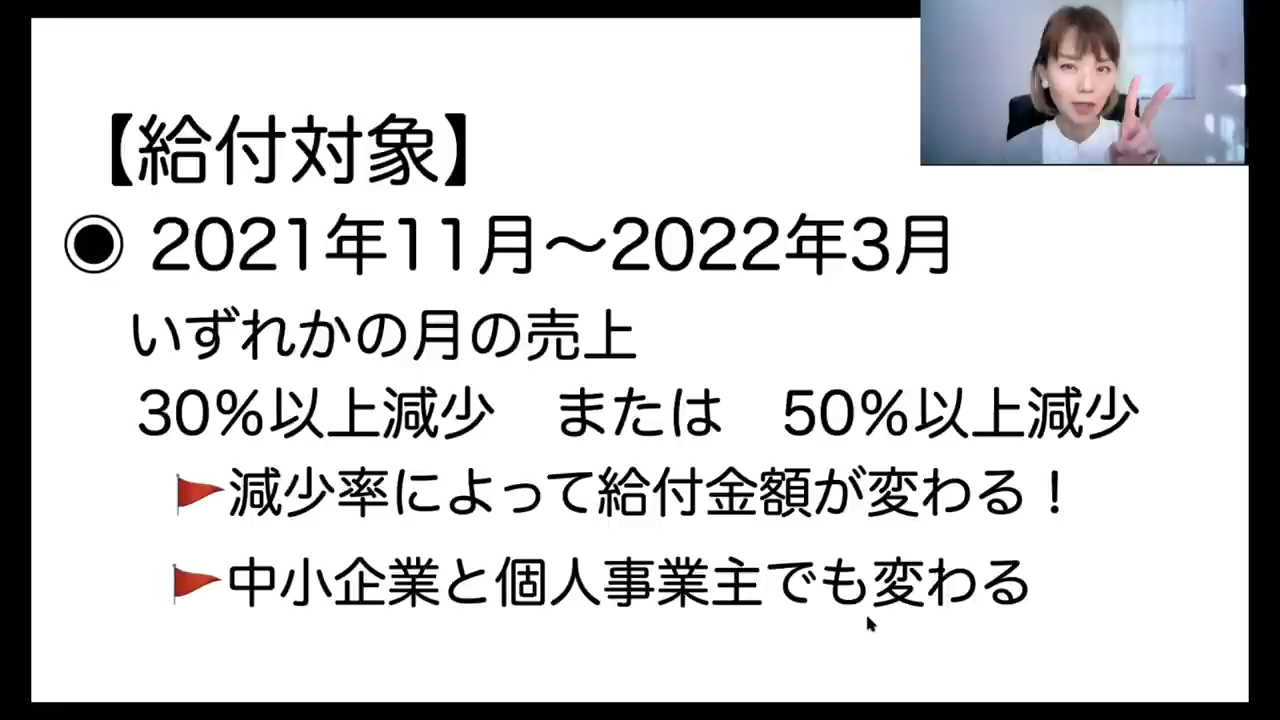 【給付対象】
◉ 2021年11月～2022年3月
いずれかの月の売上
30%以上減少　または　50%以上減少
🚩減少率によって給付金額が変わる！
🚩中小企業と個人事業主でも変わる